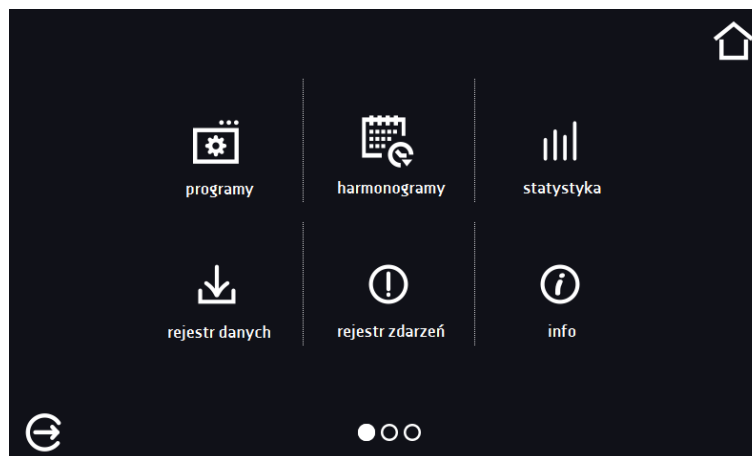 programy
harmonogramy
statystyka
rejestr danych
rejestr zdarzeń
info